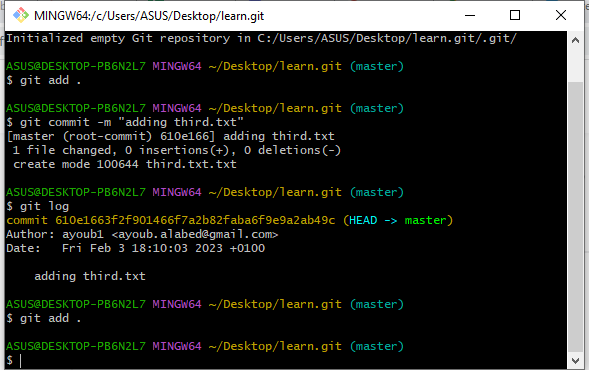 MINGW64:/c/Users/ASUS/Desktop/learn.git
Initialized empty Git repository in C:/Users/ASUS/Desktop/learn.git/.git/
ASUS@DESKTOP-PB6N2L7 MINGW64 ~/Desktop/learn.git (master)
$ git add .
ASUS@DESKTOP-PB6N2L7 MINGW64 ~/Desktop/learn.git (master)
$ git commit -m "adding third.txt"
[master (root-commit) 610e166] adding third.txt
 1 file changed, 0 insertions(+), 0 deletions(-)
 create mode 100644 third.txt.txt
ASUS@DESKTOP-PB6N2L7 MINGW64 ~/Desktop/learn.git (master)
$ git log
commit 610e1663f2f901466f7a2b82faba6f9e9a2ab49c (HEAD -> master)
Author: ayoub1 <ayoub.alabed@gmail.com>
Date:   Fri Feb 3 18:10:03 2023 +0100
    adding third.txt
ASUS@DESKTOP-PB6N2L7 MINGW64 ~/Desktop/learn.git (master)
$ git add .
ASUS@DESKTOP-PB6N2L7 MINGW64 ~/Desktop/learn.git (master)
$